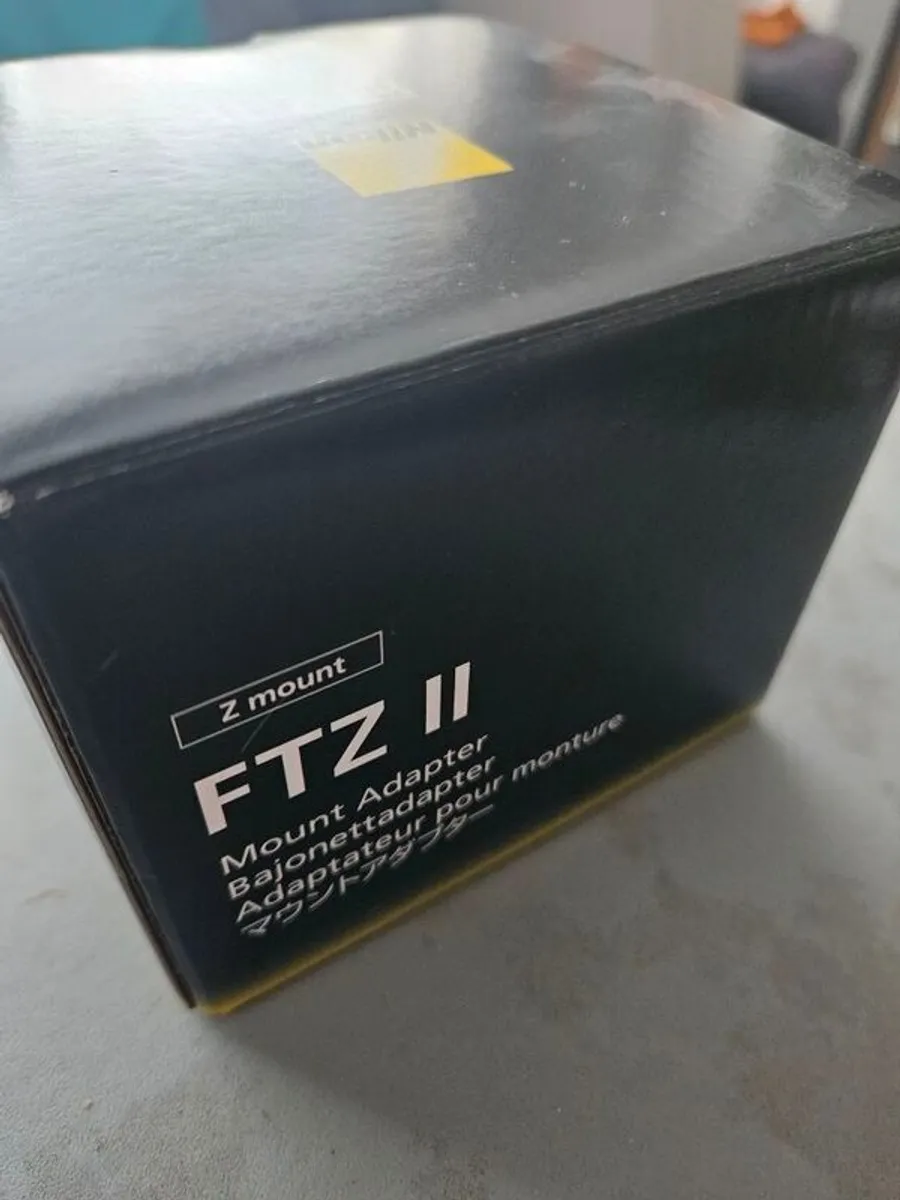 Z mount
FTZ II
Mount Adapter
Bajonettadapter
Adaptateur pour monture
マウントアダプター